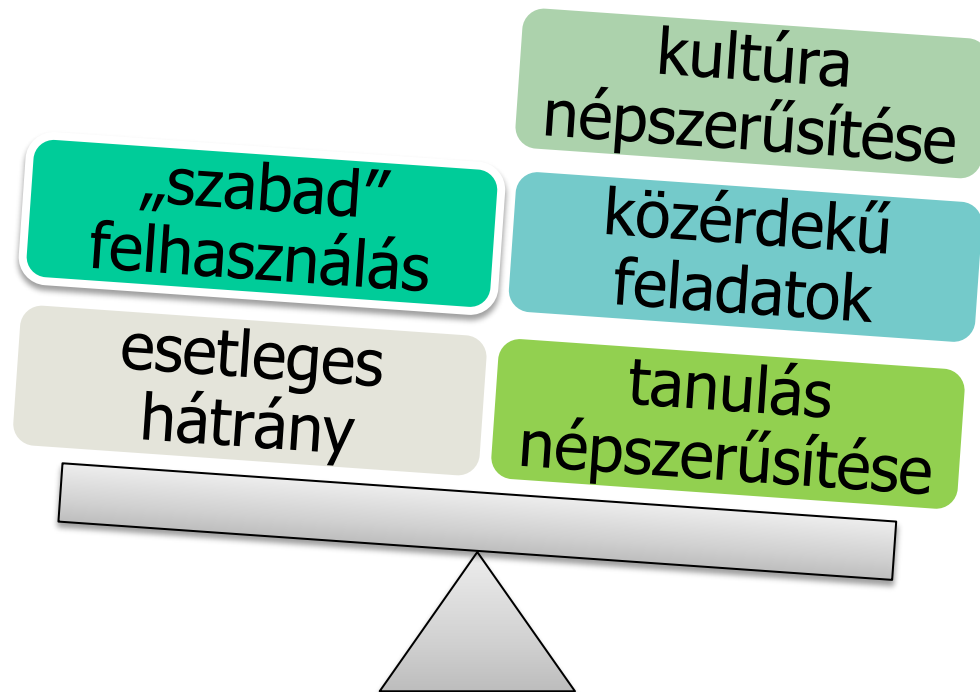 „szabad”
felhasználás
esetleges
hátrány
kultúra
népszerűsítése
közérdekű
feladatok
tanulás
népszerűsítése